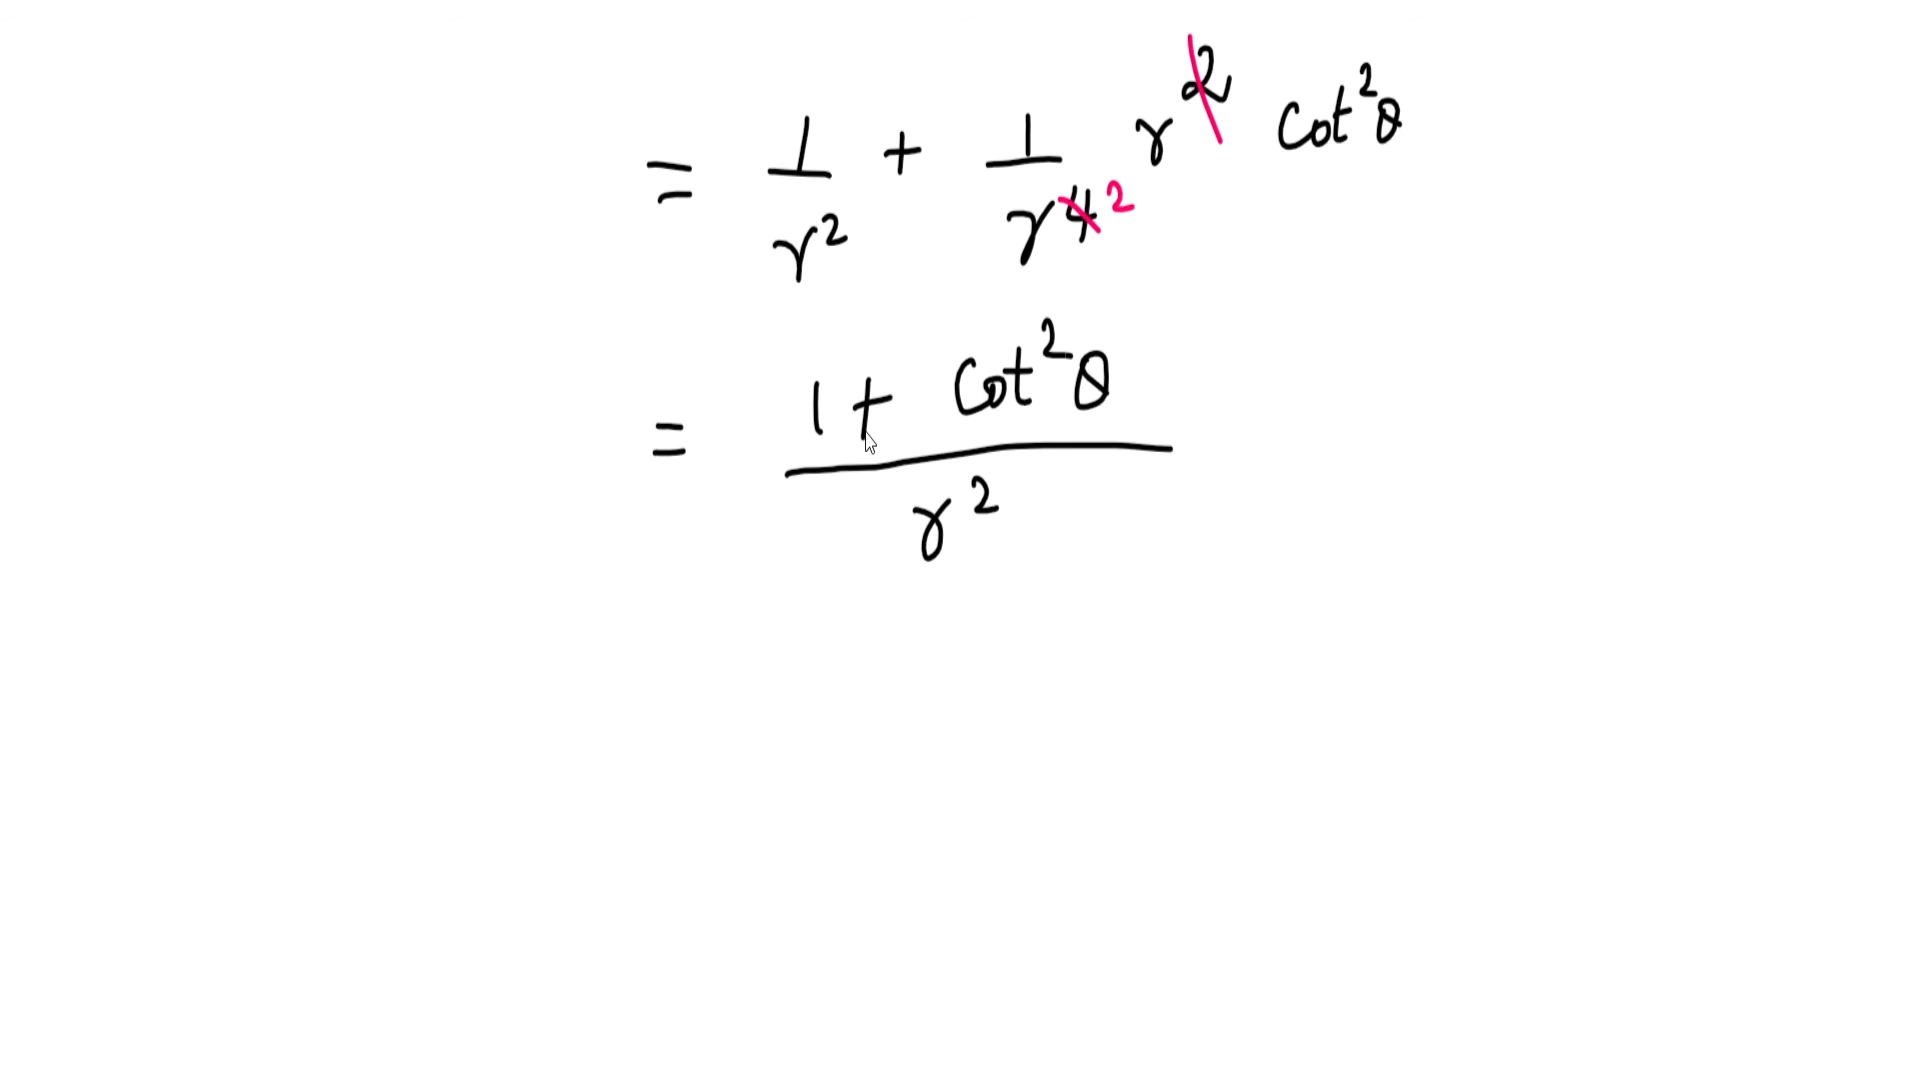 = 1/r² + 1/r⁴ ² r² cot²θ
= (1 + cot²θ)/r²